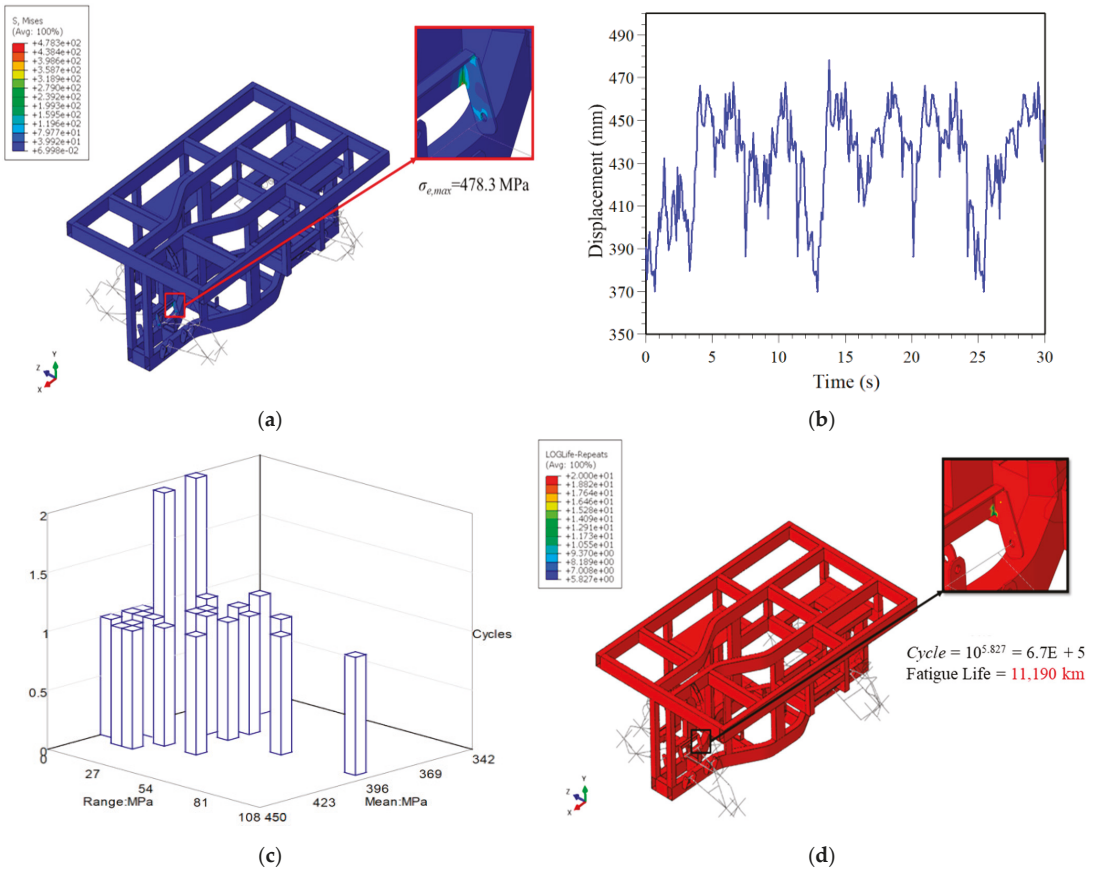 S, Mises
(Avg: 100%)
+4.783e+02
+4.384e+02
+3.986e+02
+3.587e+02
+3.189e+02
+2.790e+02
+2.392e+02
+1.993e+02
+1.595e+02
+1.196e+02
+7.977e+01
+3.992e+01
+6.998e-02
σe,max=478.3 MPa
Y
Z
X
(a)
490
470
450
430
410
390
370
350
Displacement (mm)
0 5 10 15 20 25 30
Time (s)
(b)
2
1.5
1
0.5
0
0
27
54
81
108
Range:MPa
450
423
396
369
342
Mean:MPa
Cycles
(c)
LOGLife-Repeats
(Avg: 100%)
+2.000e+01
+1.882e+01
+1.764e+01
+1.646e+01
+1.528e+01
+1.409e+01
+1.291e+01
+1.173e+01
+1.055e+01
+9.370e+00
+8.189e+00
+7.008e+00
+5.827e+00
Cycle = 10^5.827 = 6.7E + 5
Fatigue Life = 11,190 km
Y
Z
X
(d)